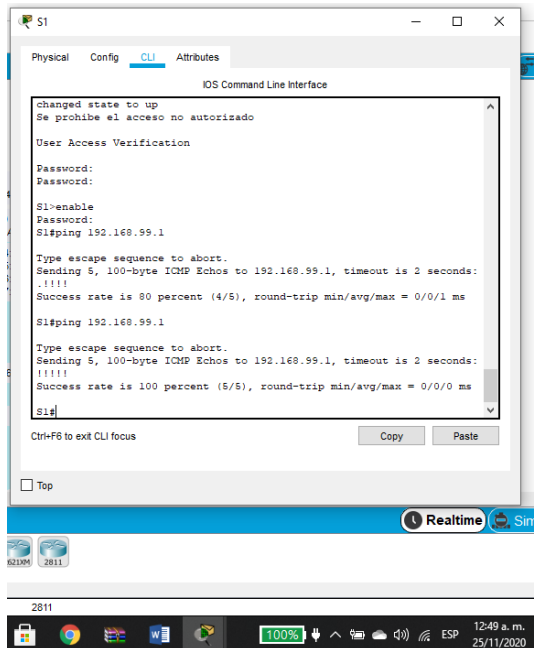 S1
Physical Config CLI Attributes
IOS Command Line Interface
changed state to up
Se prohibe el acceso no autorizado
User Access Verification
Password:
Password:
S1>enable
Password:
S1#ping 192.168.99.1
Type escape sequence to abort.
Sending 5, 100-byte ICMP Echos to 192.168.99.1, timeout is 2 seconds:
.!!!!
Success rate is 80 percent (4/5), round-trip min/avg/max = 0/0/1 ms
S1#ping 192.168.99.1
Type escape sequence to abort.
Sending 5, 100-byte ICMP Echos to 192.168.99.1, timeout is 2 seconds:
!!!!!
Success rate is 100 percent (5/5), round-trip min/avg/max = 0/0/0 ms
S1#
Ctrl+F6 to exit CLI focus
Copy Paste
Top
Realtime Sim
621XM 2811
2811
100% ESP 12:49 a. m.
25/11/2020